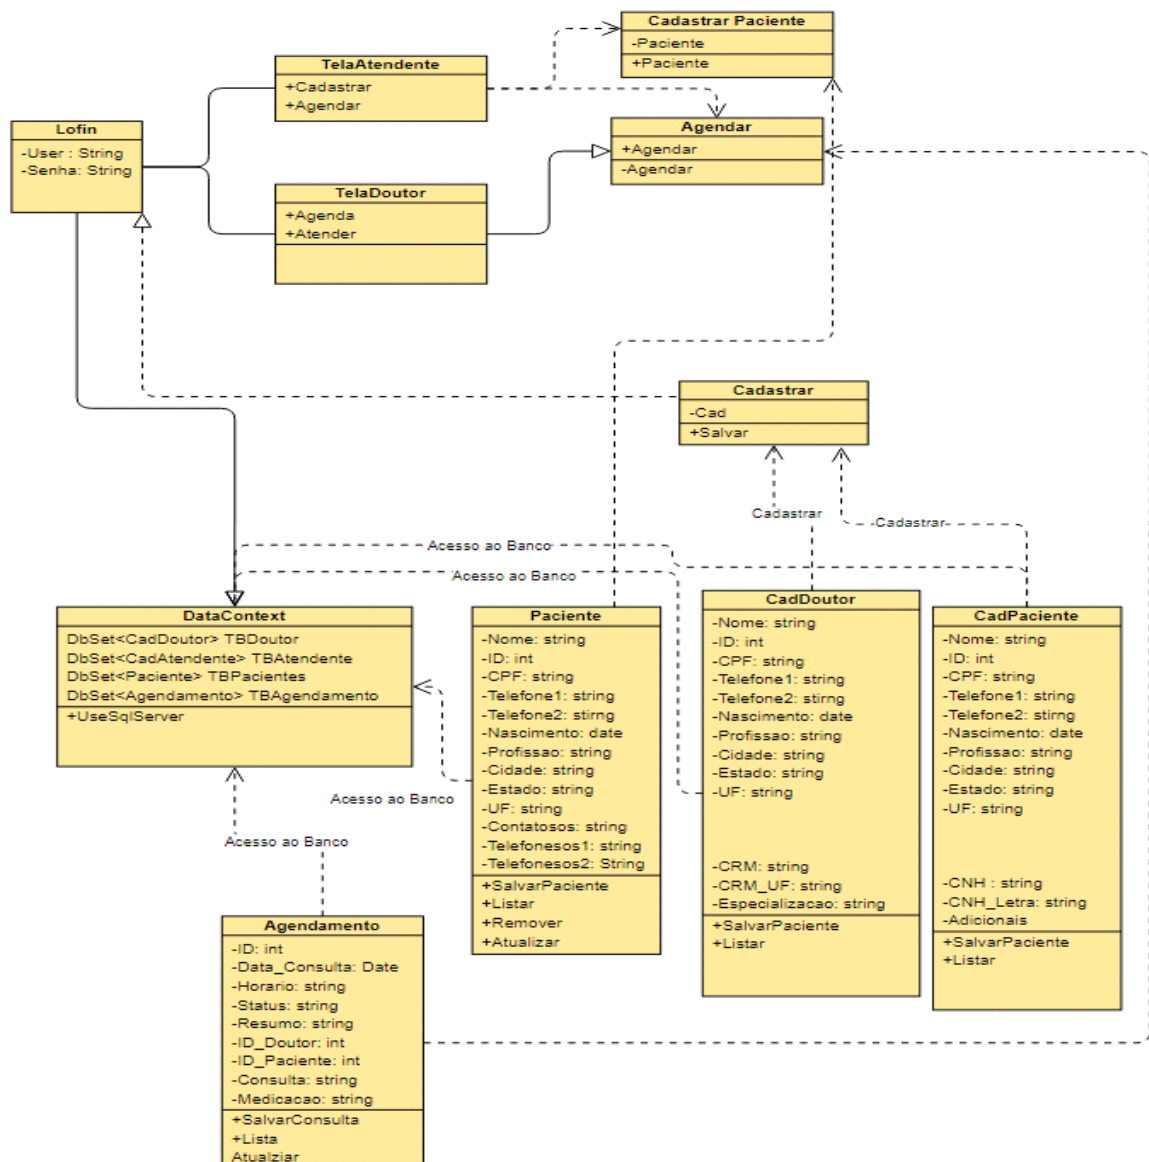 Cadastrar Paciente
-Paciente
+Paciente
TelaAtendente
+Cadastrar
+Agendar
Agendar
+Agendar
-Agendar
Lofin
-User : String
-Senha: String
TelaDoutor
+Agenda
+Atender
Cadastrar
-Cad
+Salvar
Cadastrar
Cadastrar
Acesso ao Banco
Acesso ao Banco
DataContext
DbSet<CadDoutor> TBDoutor
DbSet<CadAtendente> TBAtendente
DbSet<Paciente> TBPacientes
DbSet<Agendamento> TBAgendamento
+UseSqlServer
Paciente
-Nome: string
-ID: int
-CPF: string
-Telefone1: string
-Telefone2: stirng
-Nascimento: date
-Profissao: string
-Cidade: string
-Estado: string
-UF: string
-Contatosos: string
-Telefonesos1: string
-Telefonesos2: String
+SalvarPaciente
+Listar
+Remover
+Atualizar
CadDoutor
-Nome: string
-ID: int
-CPF: string
-Telefone1: string
-Telefone2: stirng
-Nascimento: date
-Profissao: string
-Cidade: string
-Estado: string
-UF: string
-CRM: string
-CRM_UF: string
-Especializacao: string
+SalvarPaciente
+Listar
CadPaciente
-Nome: string
-ID: int
-CPF: string
-Telefone1: string
-Telefone2: stirng
-Nascimento: date
-Profissao: string
-Cidade: string
-Estado: string
-UF: string
-CNH : string
-CNH_Letra: string
-Adicionais
+SalvarPaciente
+Listar
Acesso ao Banco
Acesso ao Banco
Agendamento
-ID: int
-Data_Consulta: Date
-Horario: string
-Status: string
-Resumo: string
-ID_Doutor: int
-ID_Paciente: int
-Consulta: string
-Medicacao: string
+SalvarConsulta
+Lista
Atualziar